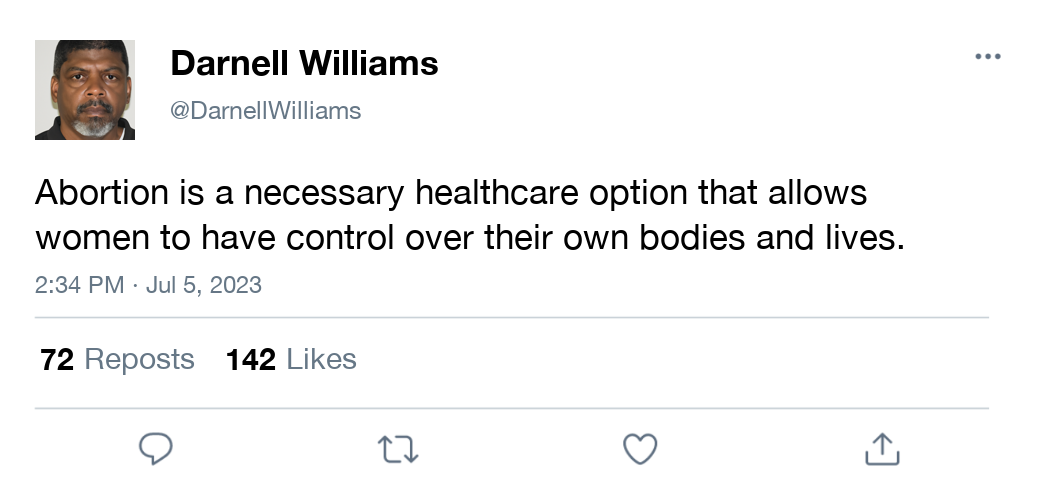 Darnell Williams
@DarnellWilliams
Abortion is a necessary healthcare option that allows
women to have control over their own bodies and lives.
2:34 PM · Jul 5, 2023
72 Reposts 142 Likes